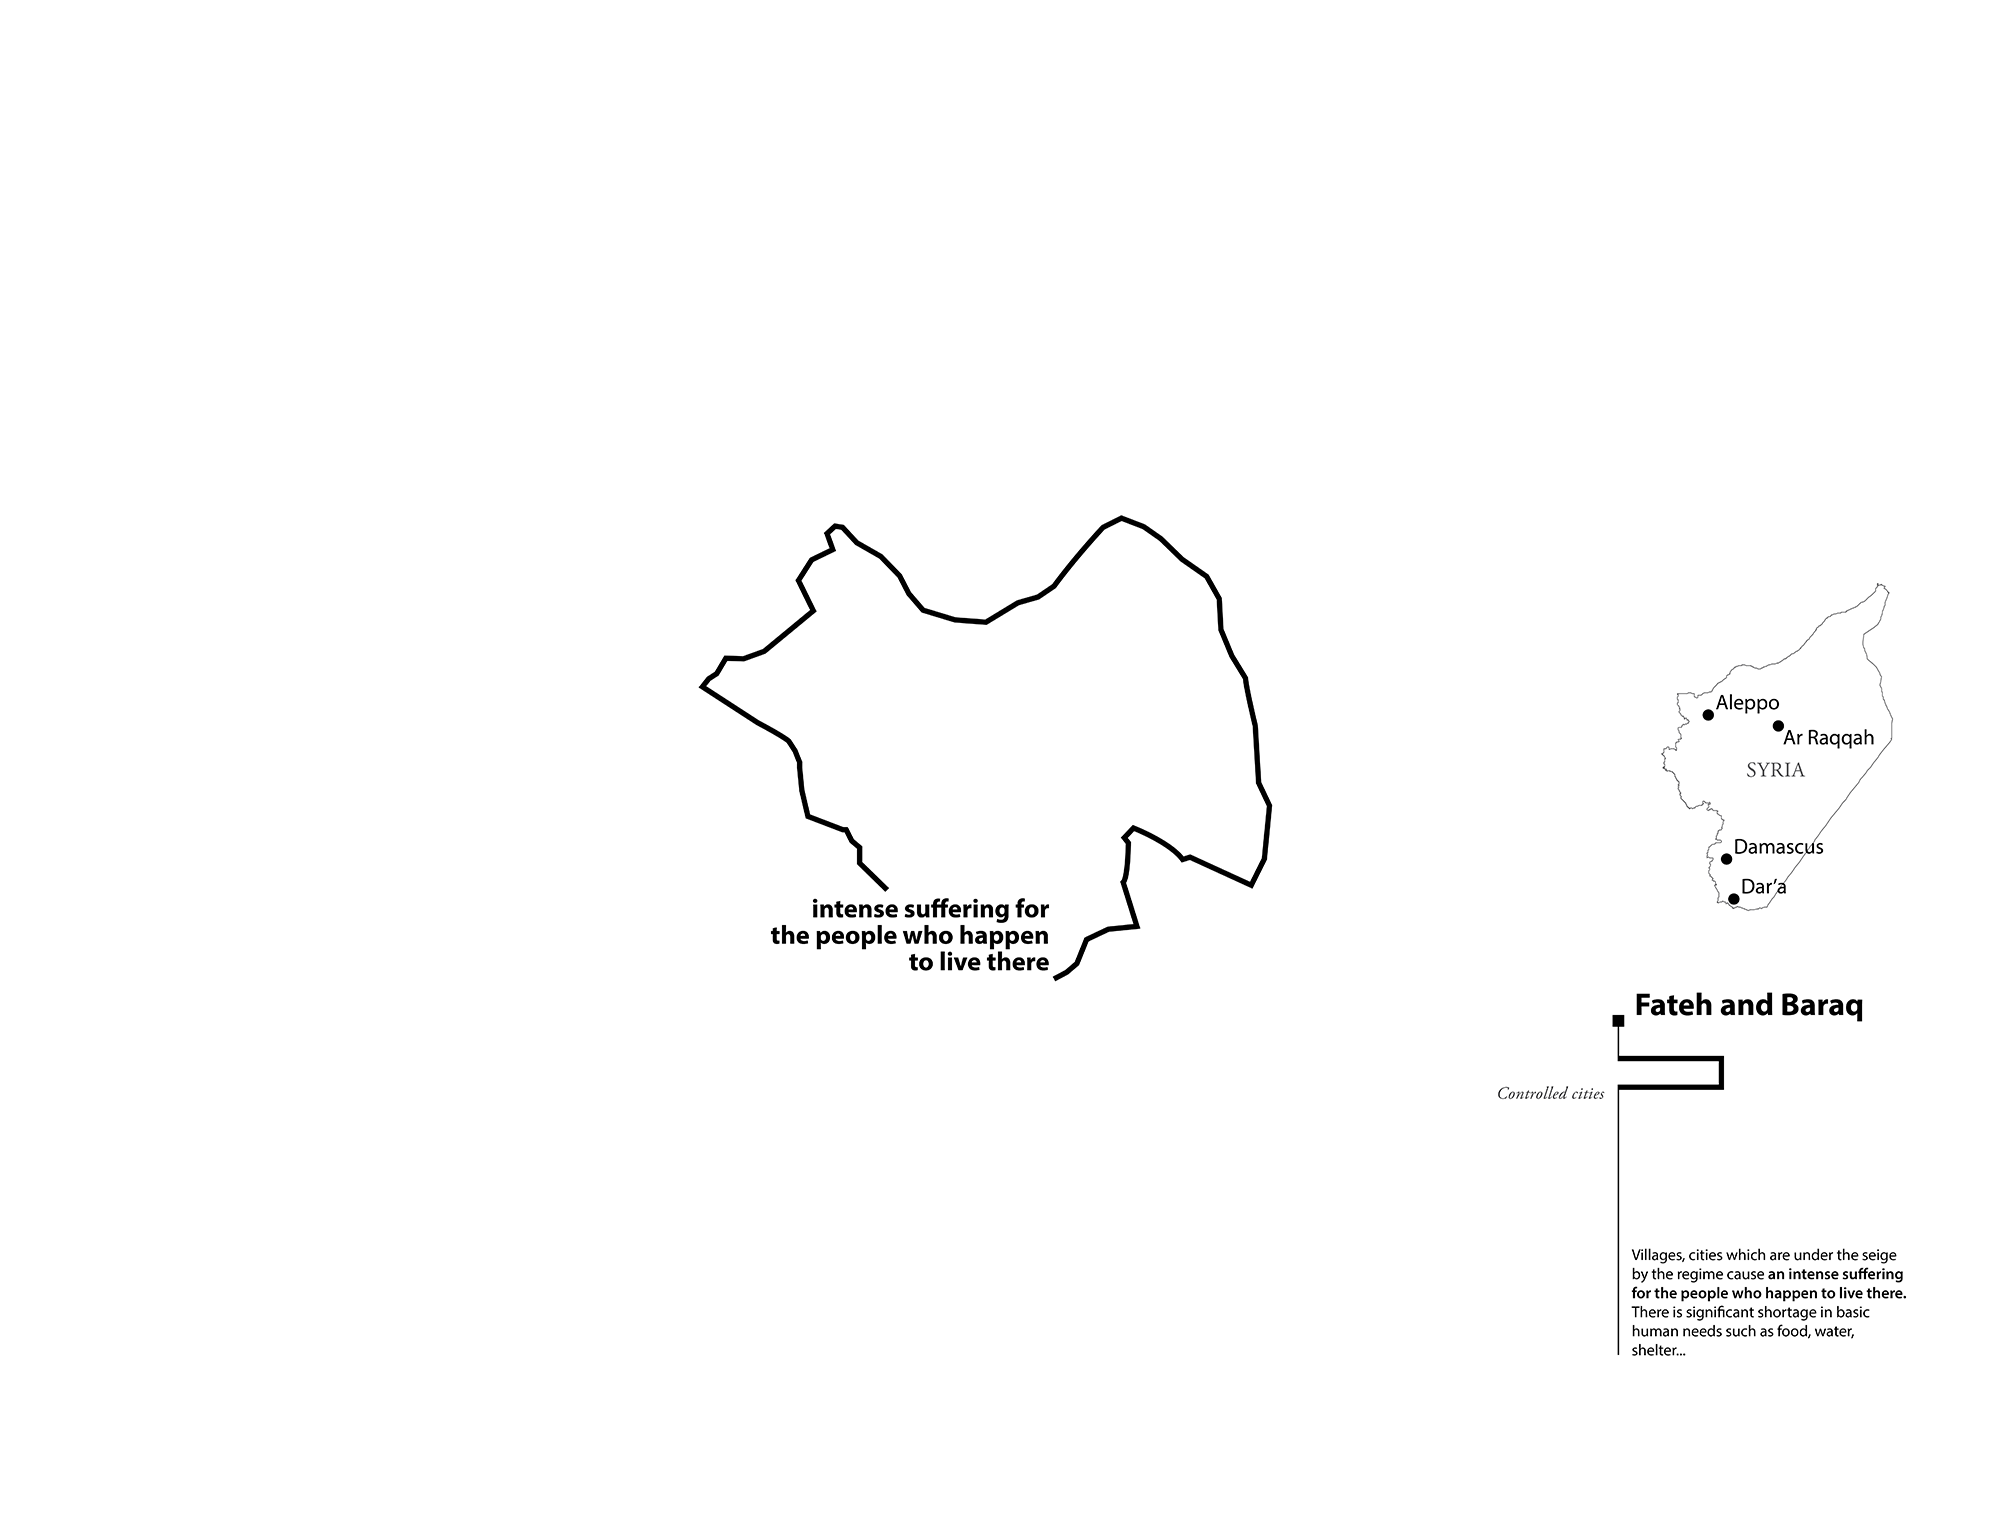 intense suffering for
the people who happen
to live there
Aleppo
Ar Raqqah
SYRIA
Damascus
Dar’a
Fateh and Baraq
Controlled cities
Villages, cities which are under the seige
by the regime cause an intense suffering
for the people who happen to live there.
There is significant shortage in basic
human needs such as food, water,
shelter...